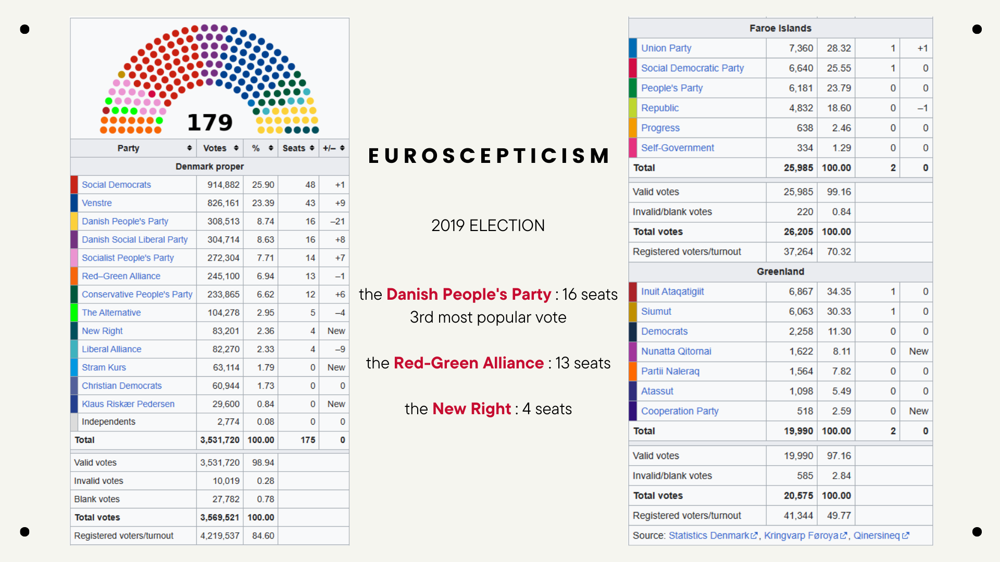 179
Party Votes % Seats +/–
Denmark proper
Social Democrats 914,882 25.90 48 +1
Venstre 826,161 23.39 43 +9
Danish People's Party 308,513 8.74 16 –21
Danish Social Liberal Party 304,714 8.63 16 +8
Socialist People's Party 272,304 7.71 14 +7
Red–Green Alliance 245,100 6.94 13 –1
Conservative People's Party 233,865 6.62 12 +6
The Alternative 104,278 2.95 5 –4
New Right 83,201 2.36 4 New
Liberal Alliance 82,270 2.33 4 –9
Stram Kurs 63,114 1.79 0 New
Christian Democrats 60,944 1.73 0 0
Klaus Riskær Pedersen 29,600 0.84 0 New
Independents 2,774 0.08 0 0
Total 3,531,720 100.00 175 0
Valid votes 3,531,720 98.94
Invalid votes 10,019 0.28
Blank votes 27,782 0.78
Total votes 3,569,521 100.00
Registered voters/turnout 4,219,537 84.60
EUROSCEPTICISM
2019 ELECTION
the Danish People's Party : 16 seats
3rd most popular vote
the Red-Green Alliance : 13 seats
the New Right : 4 seats
Faroe Islands
Union Party 7,360 28.32 1 +1
Social Democratic Party 6,640 25.55 1 0
People's Party 6,181 23.79 0 0
Republic 4,832 18.60 0 –1
Progress 638 2.46 0 0
Self-Government 334 1.29 0 0
Total 25,985 100.00 2 0
Valid votes 25,985 99.16
Invalid/blank votes 220 0.84
Total votes 26,205 100.00
Registered voters/turnout 37,264 70.32
Greenland
Inuit Ataqatigiit 6,867 34.35 1 0
Siumut 6,063 30.33 1 0
Democrats 2,258 11.30 0 0
Nunatta Qitornai 1,622 8.11 0 New
Partii Naleraq 1,564 7.82 0 0
Atassut 1,098 5.49 0 0
Cooperation Party 518 2.59 0 New
Total 19,990 100.00 2 0
Valid votes 19,990 97.16
Invalid/blank votes 585 2.84
Total votes 20,575 100.00
Registered voters/turnout 41,344 49.77
Source: Statistics Denmark, Kringvarp Føroya, Qinersineq